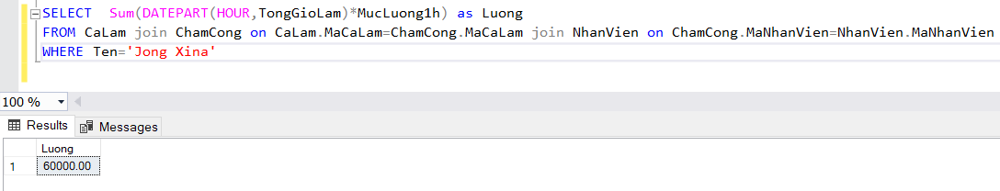 SELECT Sum(DATEPART(HOUR,TongGioLam)*MucLuong1h) as Luong
FROM CaLam join ChamCong on CaLam.MaCaLam=ChamCong.MaCaLam join NhanVien on ChamCong.MaNhanVien=NhanVien.MaNhanVien
WHERE Ten='Jong Xina'
100 %
Results Messages
Luong
1 60000.00